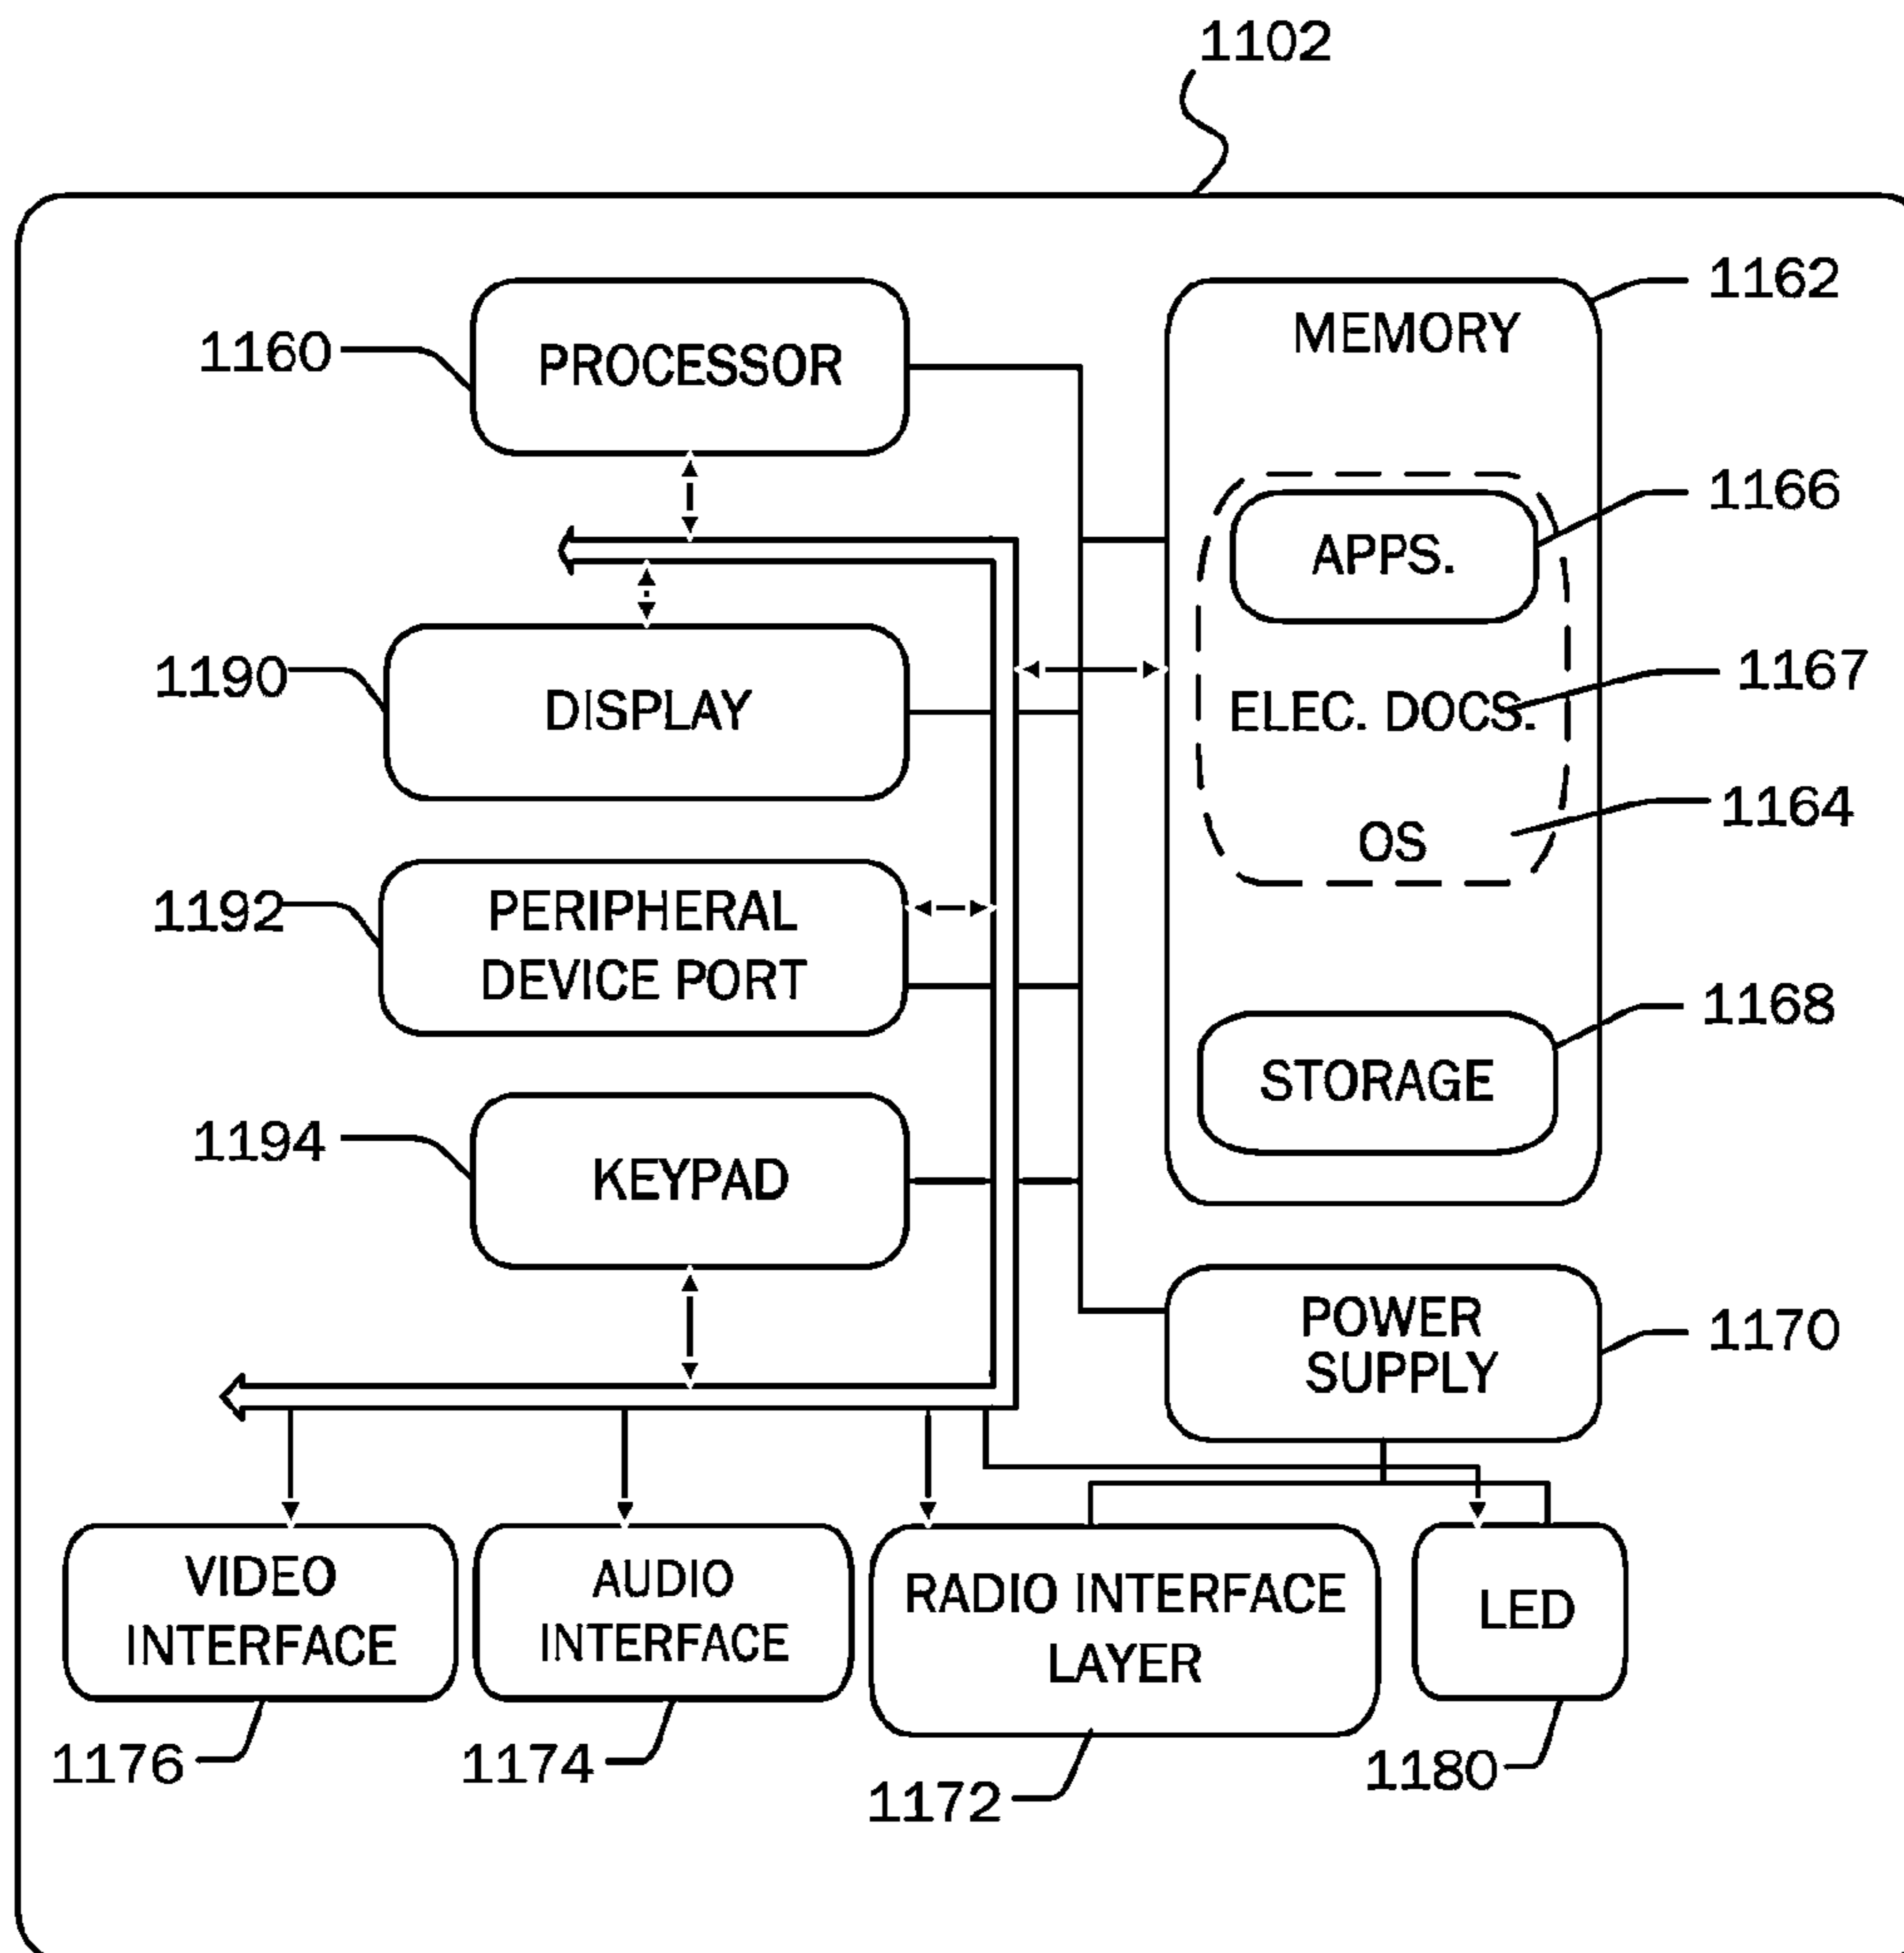 1102
1162
MEMORY
1160
PROCESSOR
1166
APPS.
1167
1190
DISPLAY
ELEC. DOCS.
1164
OS
1192
PERIPHERAL
DEVICE PORT
1168
STORAGE
1194
KEYPAD
POWER
SUPPLY
1170
VIDEO
INTERFACE
AUDIO
INTERFACE
RADIO INTERFACE
LAYER
LED
1176
1174
1172
1180